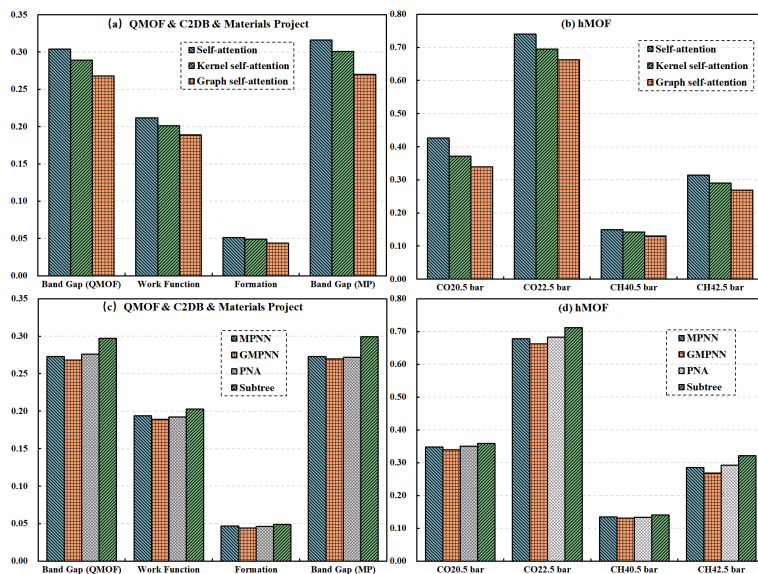 (a) QMOF & C2DB & Materials Project
0.35
0.30
0.25
0.20
0.15
0.10
0.05
0.00
Self-attention
Kernel self-attention
Graph self-attention
Band Gap (QMOF) Work Function Formation Band Gap (MP)
(b) hMOF
0.80
0.70
0.60
0.50
0.40
0.30
0.20
0.10
0.00
Self-attention
Kernel self-attention
Graph self-attention
CO20.5 bar CO22.5 bar CH40.5 bar CH42.5 bar
(c) QMOF & C2DB & Materials Project
0.35
0.30
0.25
0.20
0.15
0.10
0.05
0.00
MPNN
GMPNN
PNA
Subtree
Band Gap (QMOF) Work Function Formation Band Gap (MP)
(d) hMOF
0.80
0.70
0.60
0.50
0.40
0.30
0.20
0.10
0.00
MPNN
GMPNN
PNA
Subtree
CO20.5 bar CO22.5 bar CH40.5 bar CH42.5 bar